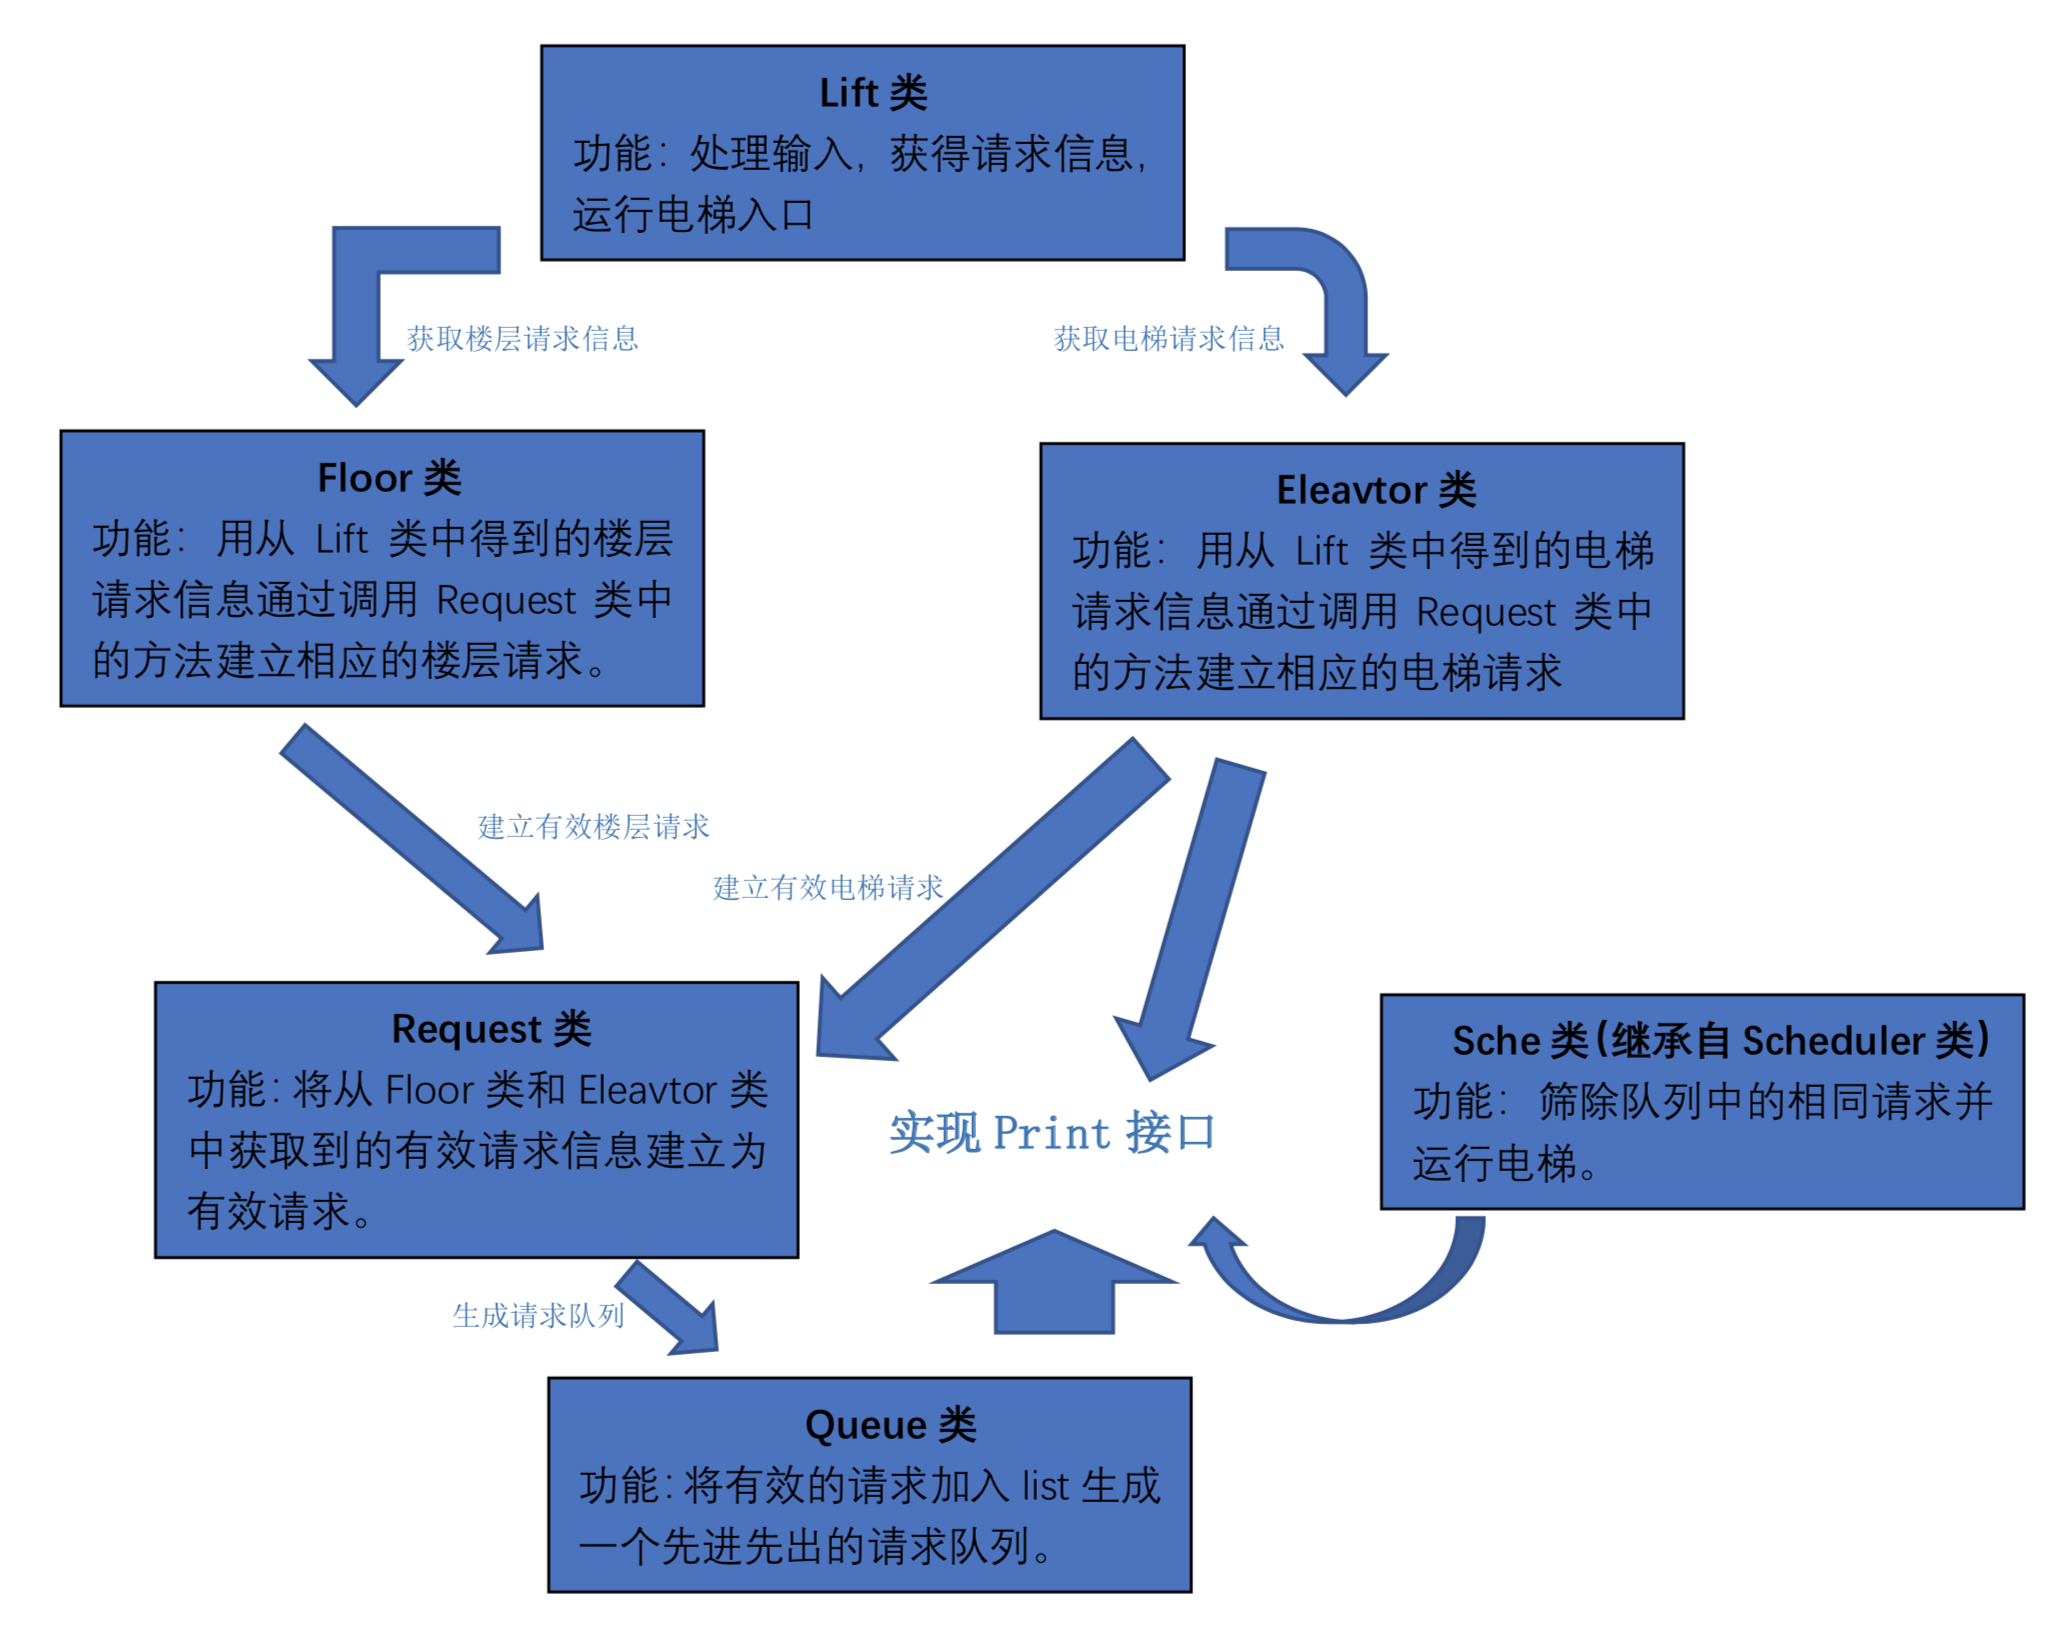 Lift 类
功能：处理输入，获得请求信息，
运行电梯入口
获取楼层请求信息
获取电梯请求信息
Floor 类
功能：用从 Lift 类中得到的楼层
请求信息通过调用 Request 类中
的方法建立相应的楼层请求。
Eleavtor 类
功能：用从 Lift 类中得到的电梯
请求信息通过调用 Request 类中
的方法建立相应的电梯请求
建立有效楼层请求
建立有效电梯请求
Request 类
功能：将从 Floor 类和 Eleavtor 类
中获取到的有效请求信息建立为
有效请求。
实现 Print 接口
Sche 类（继承自 Scheduler 类）
功能：筛除队列中的相同请求并
运行电梯。
生成请求队列
Queue 类
功能：将有效的请求加入 list 生成
一个先进先出的请求队列。